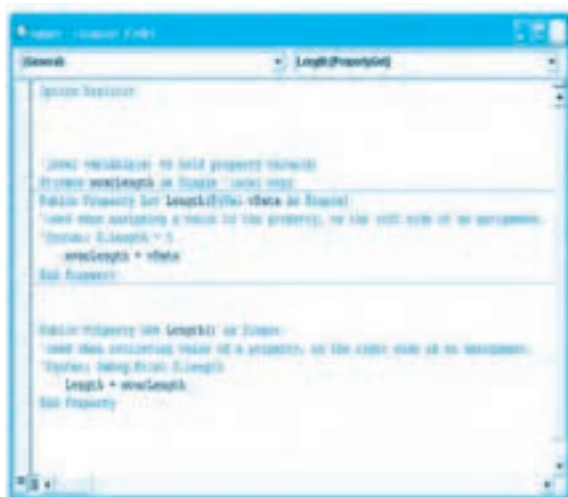 (General)
Length [PropertyGet]
Option Explicit
'local variable(s) to hold property value(s)
Private mvarLength As Single 'local copy
Public Property Let Length(ByVal vData As Single)
'used when assigning a value to the property, on the left side of an assignment.
'Syntax: X.Length = 5
mvarLength = vData
End Property
Public Property Get Length() As Single
'used when retrieving value of a property, on the right side of an assignment.
'Syntax: Debug.Print X.Length
Length = mvarLength
End Property